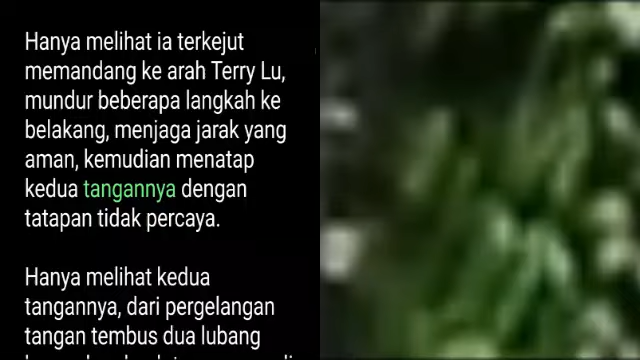 Hanya melihat ia terkejut
memandang ke arah Terry Lu,
mundur beberapa langkah ke
belakang, menjaga jarak yang
aman, kemudian menatap
kedua tangannya dengan
tatapan tidak percaya.
Hanya melihat kedua
tangannya, dari pergelangan
tangan tembus dua lubang